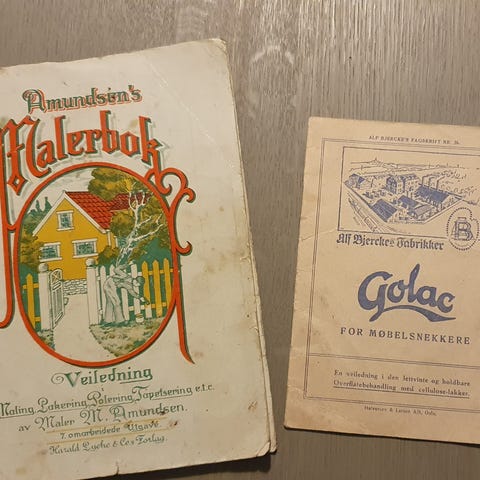 Amundsen's
Malerbok
Veiledning
i
Maling, Lakering, Polering, Tapetsering e.t.c.
av Maler M. Amundsen.
7. omarbeidede Utgave
Harald Lyche & Co.s Forlag.
ALF BJERCKE'S FAGSKRIFT NR. 26.
Alf Bjerckes Fabrikker
Golac
FOR MØBELSNEKKERE
En veiledning i den lettvinte og holdbare
Overflatebehandling med cellulose-lakker.
Halvorsen & Larsen A/S, Oslo.